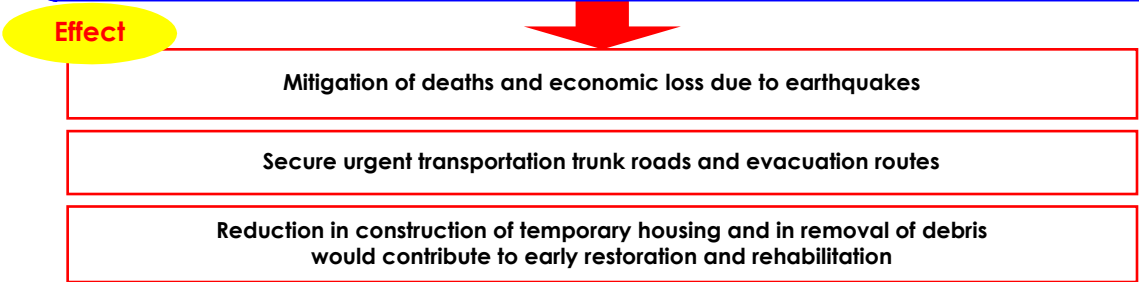 Effect
Mitigation of deaths and economic loss due to earthquakes
Secure urgent transportation trunk roads and evacuation routes
Reduction in construction of temporary housing and in removal of debris
would contribute to early restoration and rehabilitation